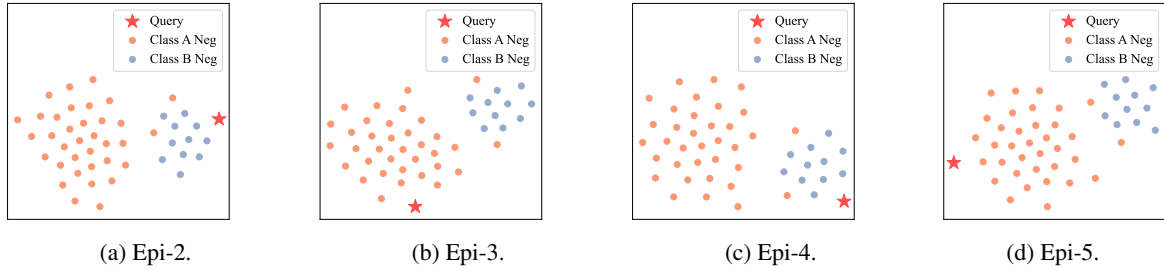 Query
Class A Neg
Class B Neg
Query
Class A Neg
Class B Neg
Query
Class A Neg
Class B Neg
Query
Class A Neg
Class B Neg
(a) Epi-2.
(b) Epi-3.
(c) Epi-4.
(d) Epi-5.